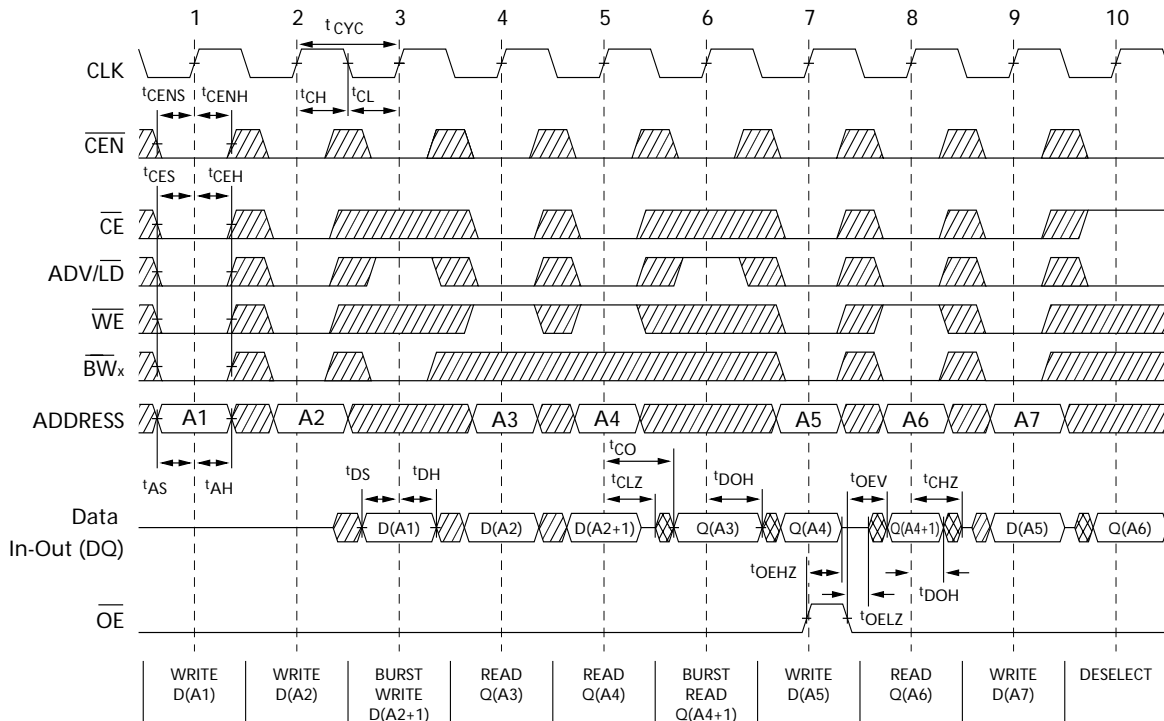 1 2 3 4 5 6 7 8 9 10
tCYC
CLK
tCENS tCENH tCH tCL
CEN
tCES tCEH
CE
ADV/LD
WE
BWx
ADDRESS A1 A2 A3 A4 A5 A6 A7
tCO
tAS tAH tDS tDH tCLZ tDOH tOEV tCHZ
Data
In-Out (DQ)
D(A1) D(A2) D(A2+1) Q(A3) Q(A4) Q(A4+1) D(A5) Q(A6)
tOEHZ tDOH
tOELZ
OE
WRITE
D(A1)
WRITE
D(A2)
BURST
WRITE
D(A2+1)
READ
Q(A3)
READ
Q(A4)
BURST
READ
Q(A4+1)
WRITE
D(A5)
READ
Q(A6)
WRITE
D(A7)
DESELECT